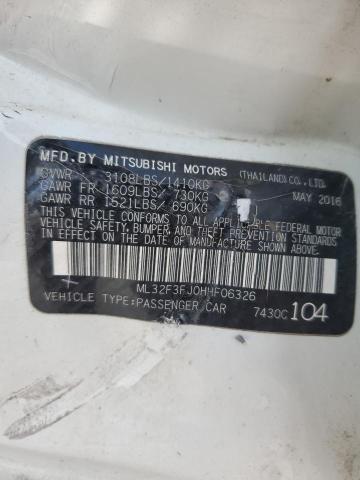 MFD.BY MITSUBISHI MOTORS (THAILAND) CO., LTD.
GVWR 3108LBS/1410KG MAY 2016
GAWR FR 1609LBS/ 730KG
GAWR RR 1521LBS/ 690KG
THIS VEHICLE CONFORMS TO ALL APPLICABLE FEDERAL MOTOR
VEHICLE SAFETY, BUMPER, AND THEFT PREVENTION STANDARDS
IN EFFECT ON THE DATE OF MANUFACTURE SHOWN ABOVE.
ML32F3FJ0HHF06326
VEHICLE TYPE:PASSENGER CAR 7430C 104